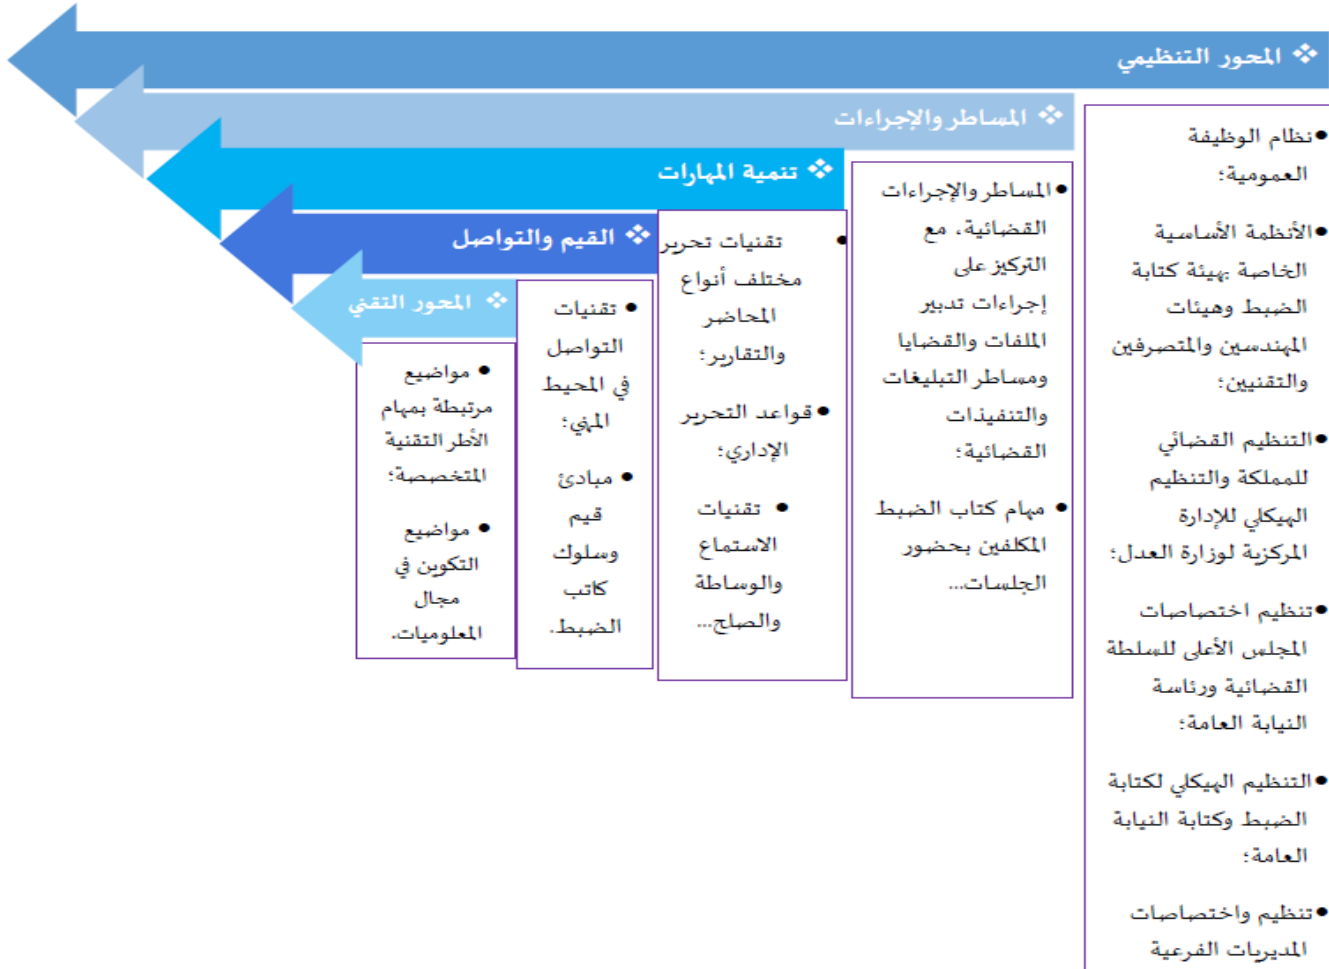 ❖ المحور التنظيمي
●نظام الوظيفة
العمومية؛
●الأنظمة الأساسية
الخاصة بهيئة كتابة
الضبط وهيئات
المهندسين والمتصرفين
والتقنيين؛
●التنظيم القضائي
للمملكة والتنظيم
الهيكلي للإدارة
المركزية لوزارة العدل؛
●تنظيم اختصاصات
المجلس الأعلى للسلطة
القضائية ورئاسة
النيابة العامة؛
●التنظيم الهيكلي لكتابة
الضبط وكتابة النيابة
العامة؛
●تنظيم واختصاصات
المديريات الفرعية
❖ المساطر والإجراءات
●المساطر والإجراءات
القضائية، مع
التركيز على
إجراءات تدبير
الملفات والقضايا
ومساطر التبليغات
والتنفيذات
القضائية؛
● مهام كتاب الضبط
المكلفين بحضور
الجلسات...
❖ تنمية المهارات
● تقنيات تحرير
مختلف أنواع
المحاضر
والتقارير؛
●قواعد التحرير
الإداري؛
● تقنيات
الاستماع
والوساطة
والصلح...
❖ القيم والتواصل
● تقنيات
التواصل
في المحيط
المهني؛
● مبادئ
قيم
وسلوك
كاتب
الضبط.
❖ المحور التقني
● مواضيع
مرتبطة بمهام
الأطر التقنية
المتخصصة؛
● مواضيع
التكوين في
مجال
المعلوميات.